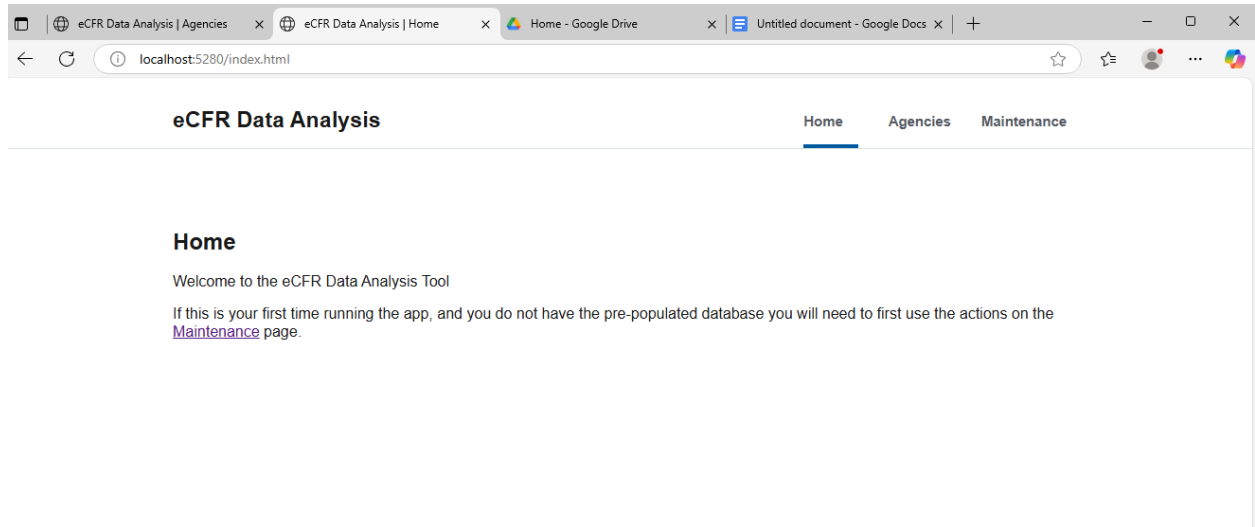 eCFR Data Analysis | Agencies
eCFR Data Analysis | Home
Home - Google Drive
Untitled document - Google Docs
localhost:5280/index.html
eCFR Data Analysis
Home
Agencies
Maintenance
Home
Welcome to the eCFR Data Analysis Tool
If this is your first time running the app, and you do not have the pre-populated database you will need to first use the actions on the
Maintenance page.